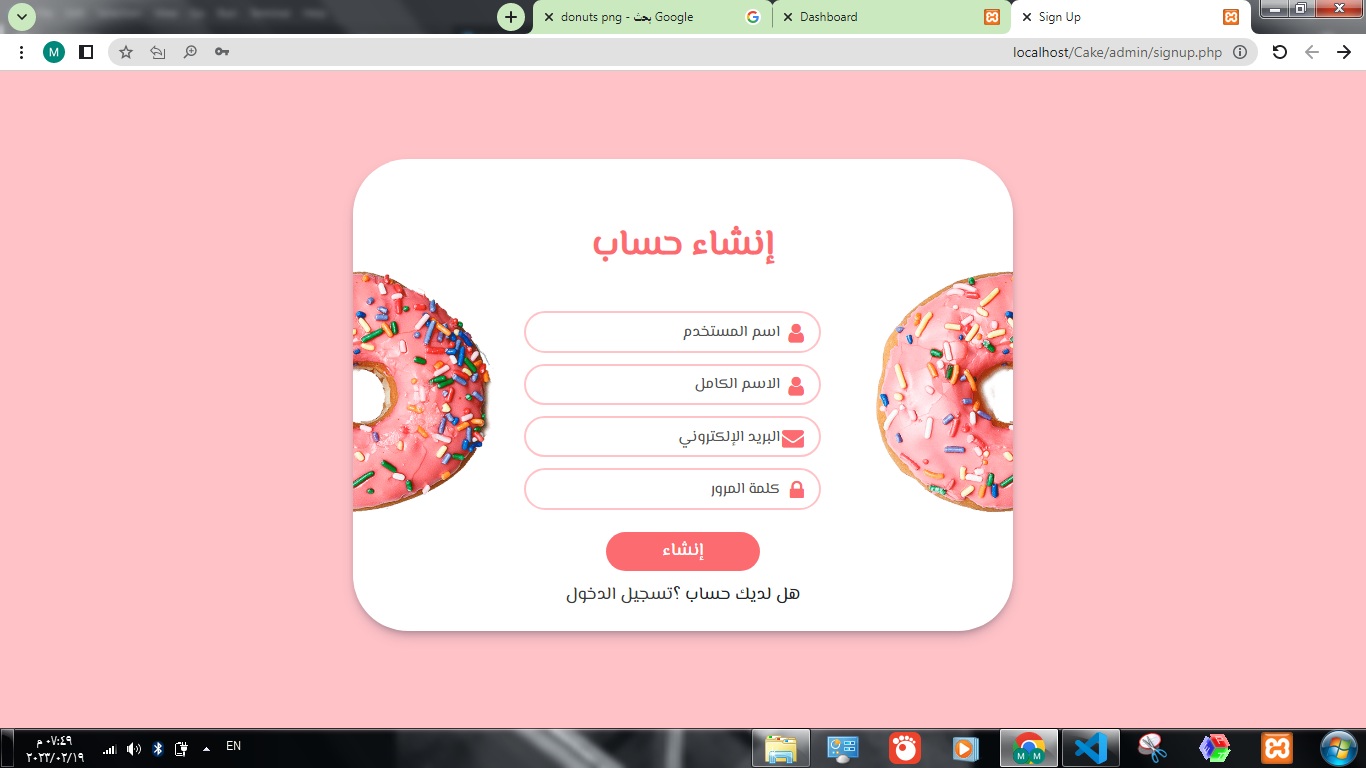 donuts png - بحث Google
Dashboard
Sign Up
M
localhost/Cake/admin/signup.php
إنشاء حساب
اسم المستخدم
الاسم الكامل
البريد الإلكتروني
كلمة المرور
إنشاء
هل لديك حساب ؟تسجيل الدخول
EN
٠٧:٤٩ م
٢٠٢٣/٠٢/١٩
M M